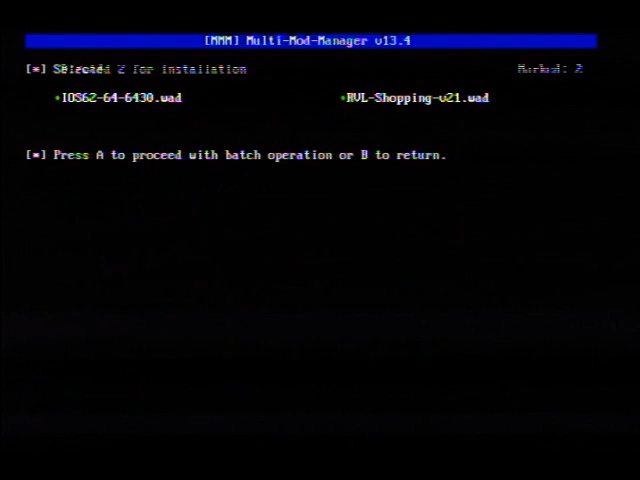 [MMM] Multi-Mod-Manager v13.4
[*] Selected 2 for installation Marked: 2
+IOS62-64-6430.wad +RVL-Shopping-v21.wad
[*] Press A to proceed with batch operation or B to return.